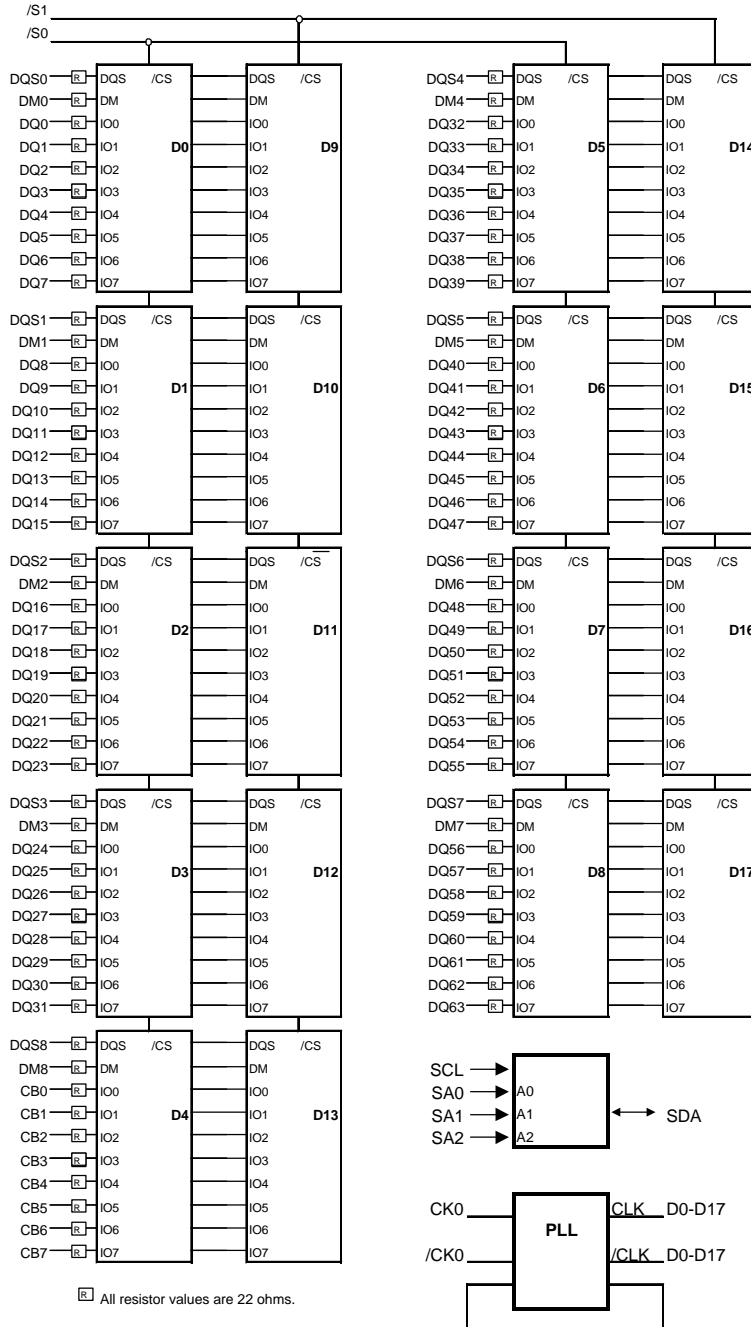 /S1
/S0
DQS0 R DQS /CS DQS /CS
DM0 R DM DM
DQ0 R IO0 IO0
DQ1 R IO1 D0 IO1 D9
DQ2 R IO2 IO2
DQ3 R IO3 IO3
DQ4 R IO4 IO4
DQ5 R IO5 IO5
DQ6 R IO6 IO6
DQ7 R IO7 IO7
DQS1 R DQS /CS DQS /CS
DM1 R DM DM
DQ8 R IO0 IO0
DQ9 R IO1 D1 IO1 D10
DQ10 R IO2 IO2
DQ11 R IO3 IO3
DQ12 R IO4 IO4
DQ13 R IO5 IO5
DQ14 R IO6 IO6
DQ15 R IO7 IO7
DQS2 R DQS /CS DQS /CS
DM2 R DM DM
DQ16 R IO0 IO0
DQ17 R IO1 D2 IO1 D11
DQ18 R IO2 IO2
DQ19 R IO3 IO3
DQ20 R IO4 IO4
DQ21 R IO5 IO5
DQ22 R IO6 IO6
DQ23 R IO7 IO7
DQS3 R DQS /CS DQS /CS
DM3 R DM DM
DQ24 R IO0 IO0
DQ25 R IO1 D3 IO1 D12
DQ26 R IO2 IO2
DQ27 R IO3 IO3
DQ28 R IO4 IO4
DQ29 R IO5 IO5
DQ30 R IO6 IO6
DQ31 R IO7 IO7
DQS8 R DQS /CS DQS /CS
DM8 R DM DM
CB0 R IO0 IO0
CB1 R IO1 D4 IO1 D13
CB2 R IO2 IO2
CB3 R IO3 IO3
CB4 R IO4 IO4
CB5 R IO5 IO5
CB6 R IO6 IO6
CB7 R IO7 IO7
R All resistor values are 22 ohms.
DQS4 R DQS /CS DQS /CS
DM4 R DM DM
DQ32 R IO0 IO0
DQ33 R IO1 D5 IO1 D14
DQ34 R IO2 IO2
DQ35 R IO3 IO3
DQ36 R IO4 IO4
DQ37 R IO5 IO5
DQ38 R IO6 IO6
DQ39 R IO7 IO7
DQS5 R DQS /CS DQS /CS
DM5 R DM DM
DQ40 R IO0 IO0
DQ41 R IO1 D6 IO1 D15
DQ42 R IO2 IO2
DQ43 R IO3 IO3
DQ44 R IO4 IO4
DQ45 R IO5 IO5
DQ46 R IO6 IO6
DQ47 R IO7 IO7
DQS6 R DQS /CS DQS /CS
DM6 R DM DM
DQ48 R IO0 IO0
DQ49 R IO1 D7 IO1 D16
DQ50 R IO2 IO2
DQ51 R IO3 IO3
DQ52 R IO4 IO4
DQ53 R IO5 IO5
DQ54 R IO6 IO6
DQ55 R IO7 IO7
DQS7 R DQS /CS DQS /CS
DM7 R DM DM
DQ56 R IO0 IO0
DQ57 R IO1 D8 IO1 D17
DQ58 R IO2 IO2
DQ59 R IO3 IO3
DQ60 R IO4 IO4
DQ61 R IO5 IO5
DQ62 R IO6 IO6
DQ63 R IO7 IO7
SCL
SA0 A0
SA1 A1 SDA
SA2 A2
CK0 CLK D0-D17
PLL
/CK0 /CLK D0-D17